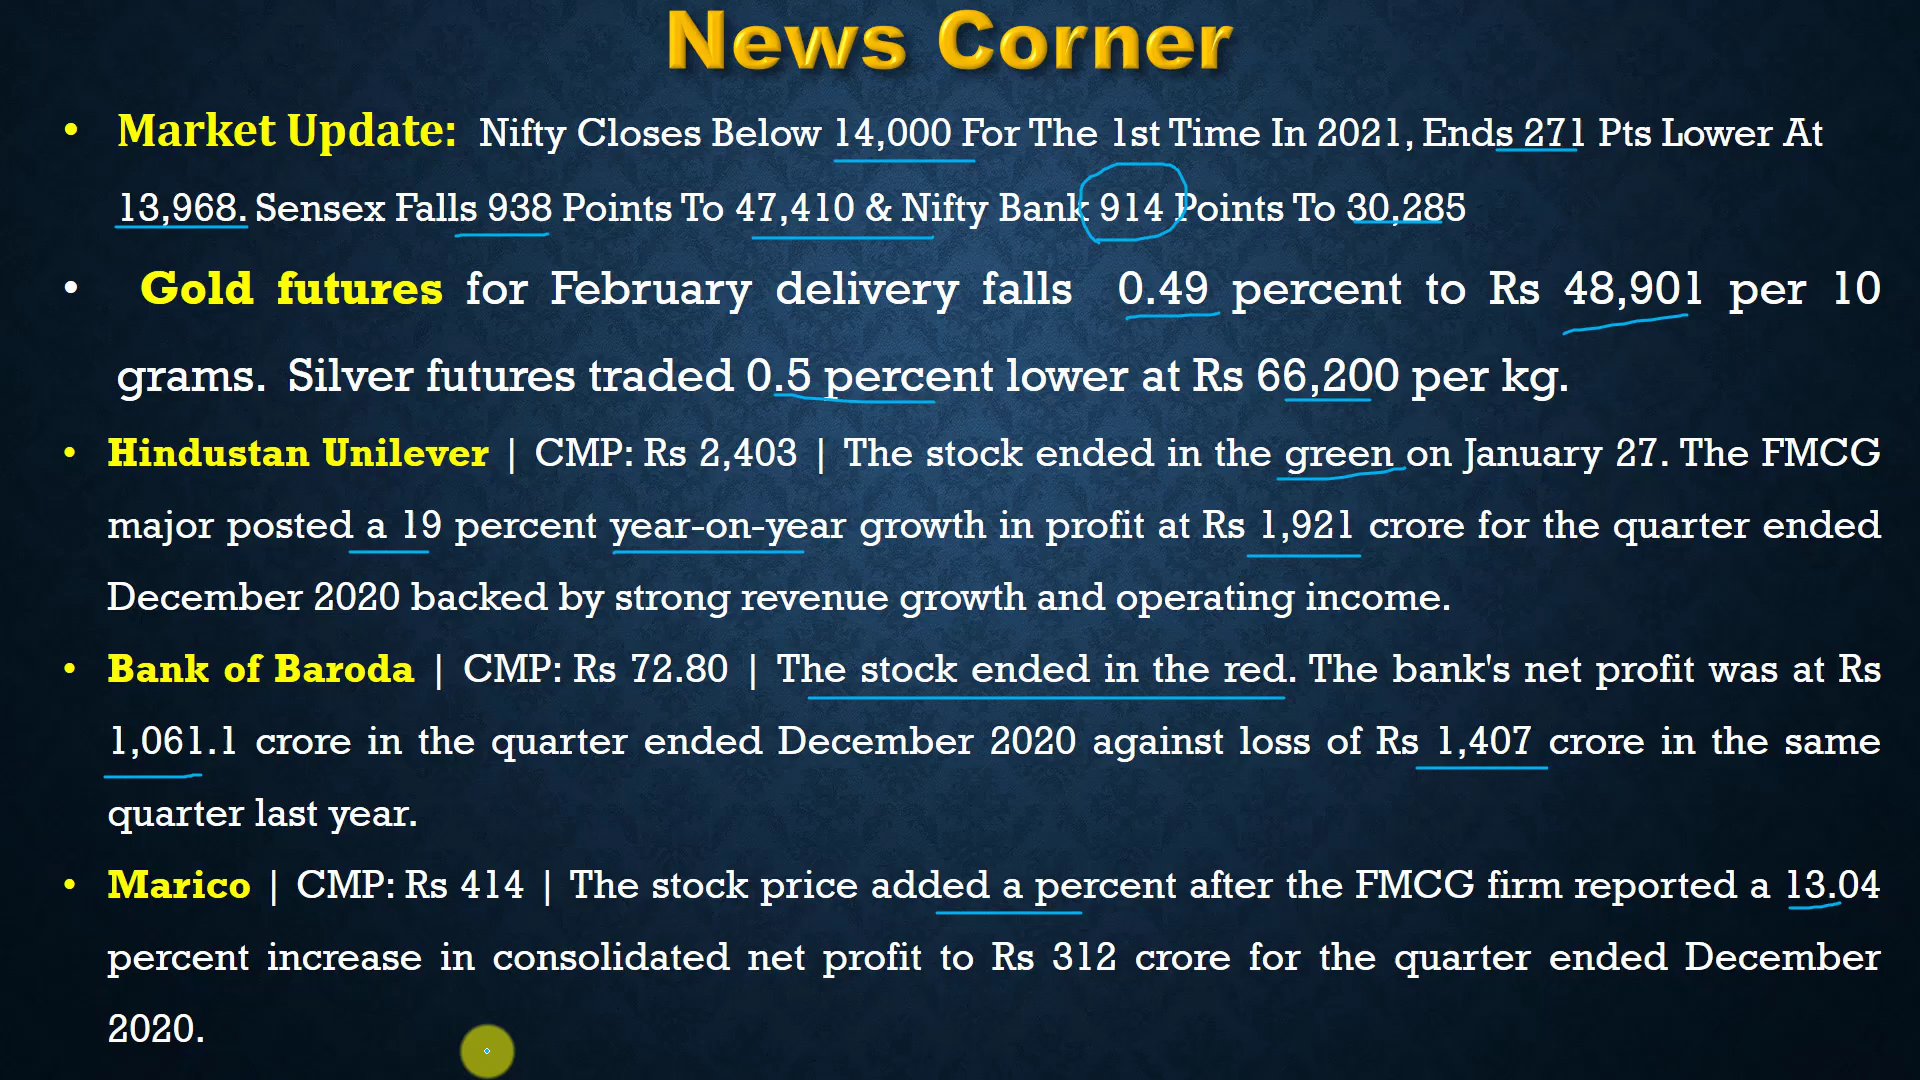 News Corner
• Market Update: Nifty Closes Below 14,000 For The 1st Time In 2021, Ends 271 Pts Lower At
13,968. Sensex Falls 938 Points To 47,410 & Nifty Bank 914 Points To 30,285
• Gold futures for February delivery falls 0.49 percent to Rs 48,901 per 10
grams. Silver futures traded 0.5 percent lower at Rs 66,200 per kg.
• Hindustan Unilever | CMP: Rs 2,403 | The stock ended in the green on January 27. The FMCG
major posted a 19 percent year-on-year growth in profit at Rs 1,921 crore for the quarter ended
December 2020 backed by strong revenue growth and operating income.
• Bank of Baroda | CMP: Rs 72.80 | The stock ended in the red. The bank's net profit was at Rs
1,061.1 crore in the quarter ended December 2020 against loss of Rs 1,407 crore in the same
quarter last year.
• Marico | CMP: Rs 414 | The stock price added a percent after the FMCG firm reported a 13.04
percent increase in consolidated net profit to Rs 312 crore for the quarter ended December
2020.